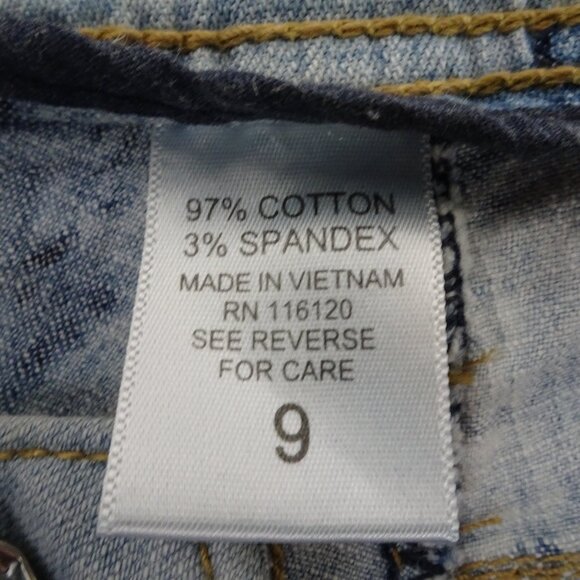 97% COTTON
3% SPANDEX
MADE IN VIETNAM
RN 116120
SEE REVERSE
FOR CARE
9